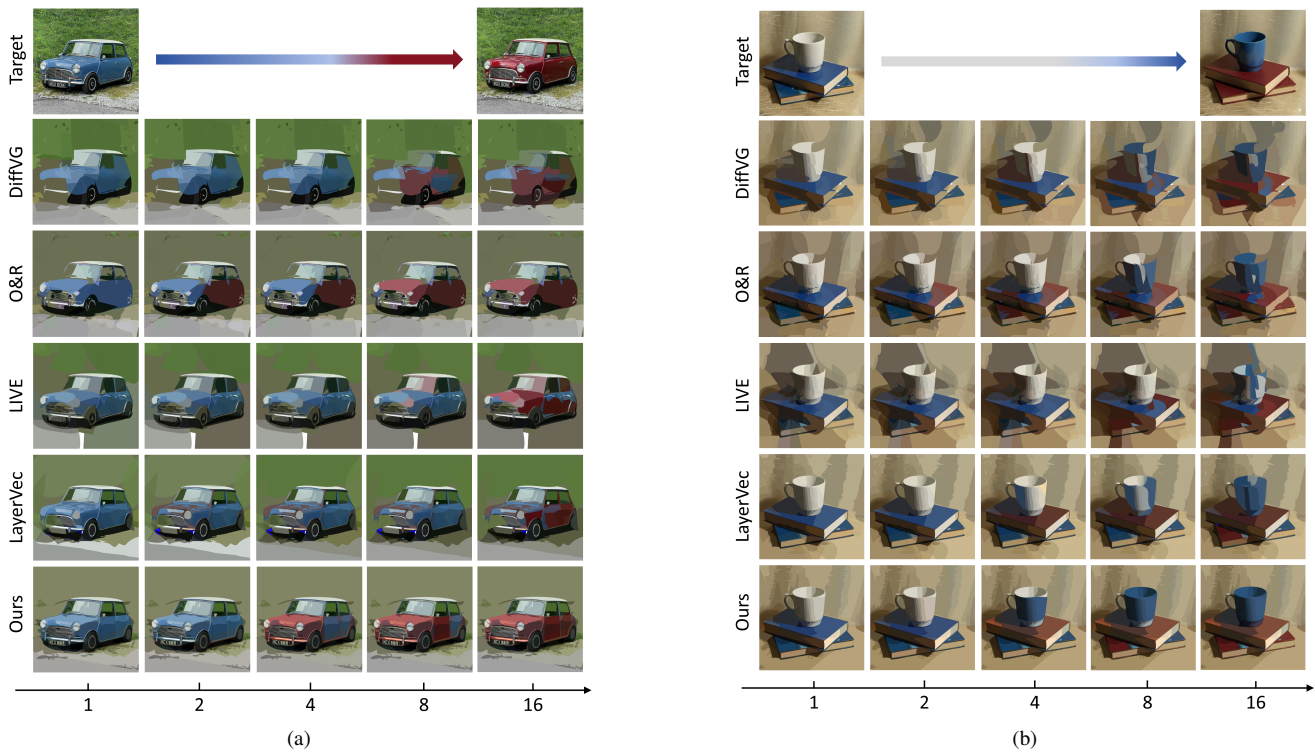 Target
DiffVG
O&R
LIVE
LayerVec
Ours
1 2 4 8 16
(a)
Target
DiffVG
O&R
LIVE
LayerVec
Ours
1 2 4 8 16
(b)